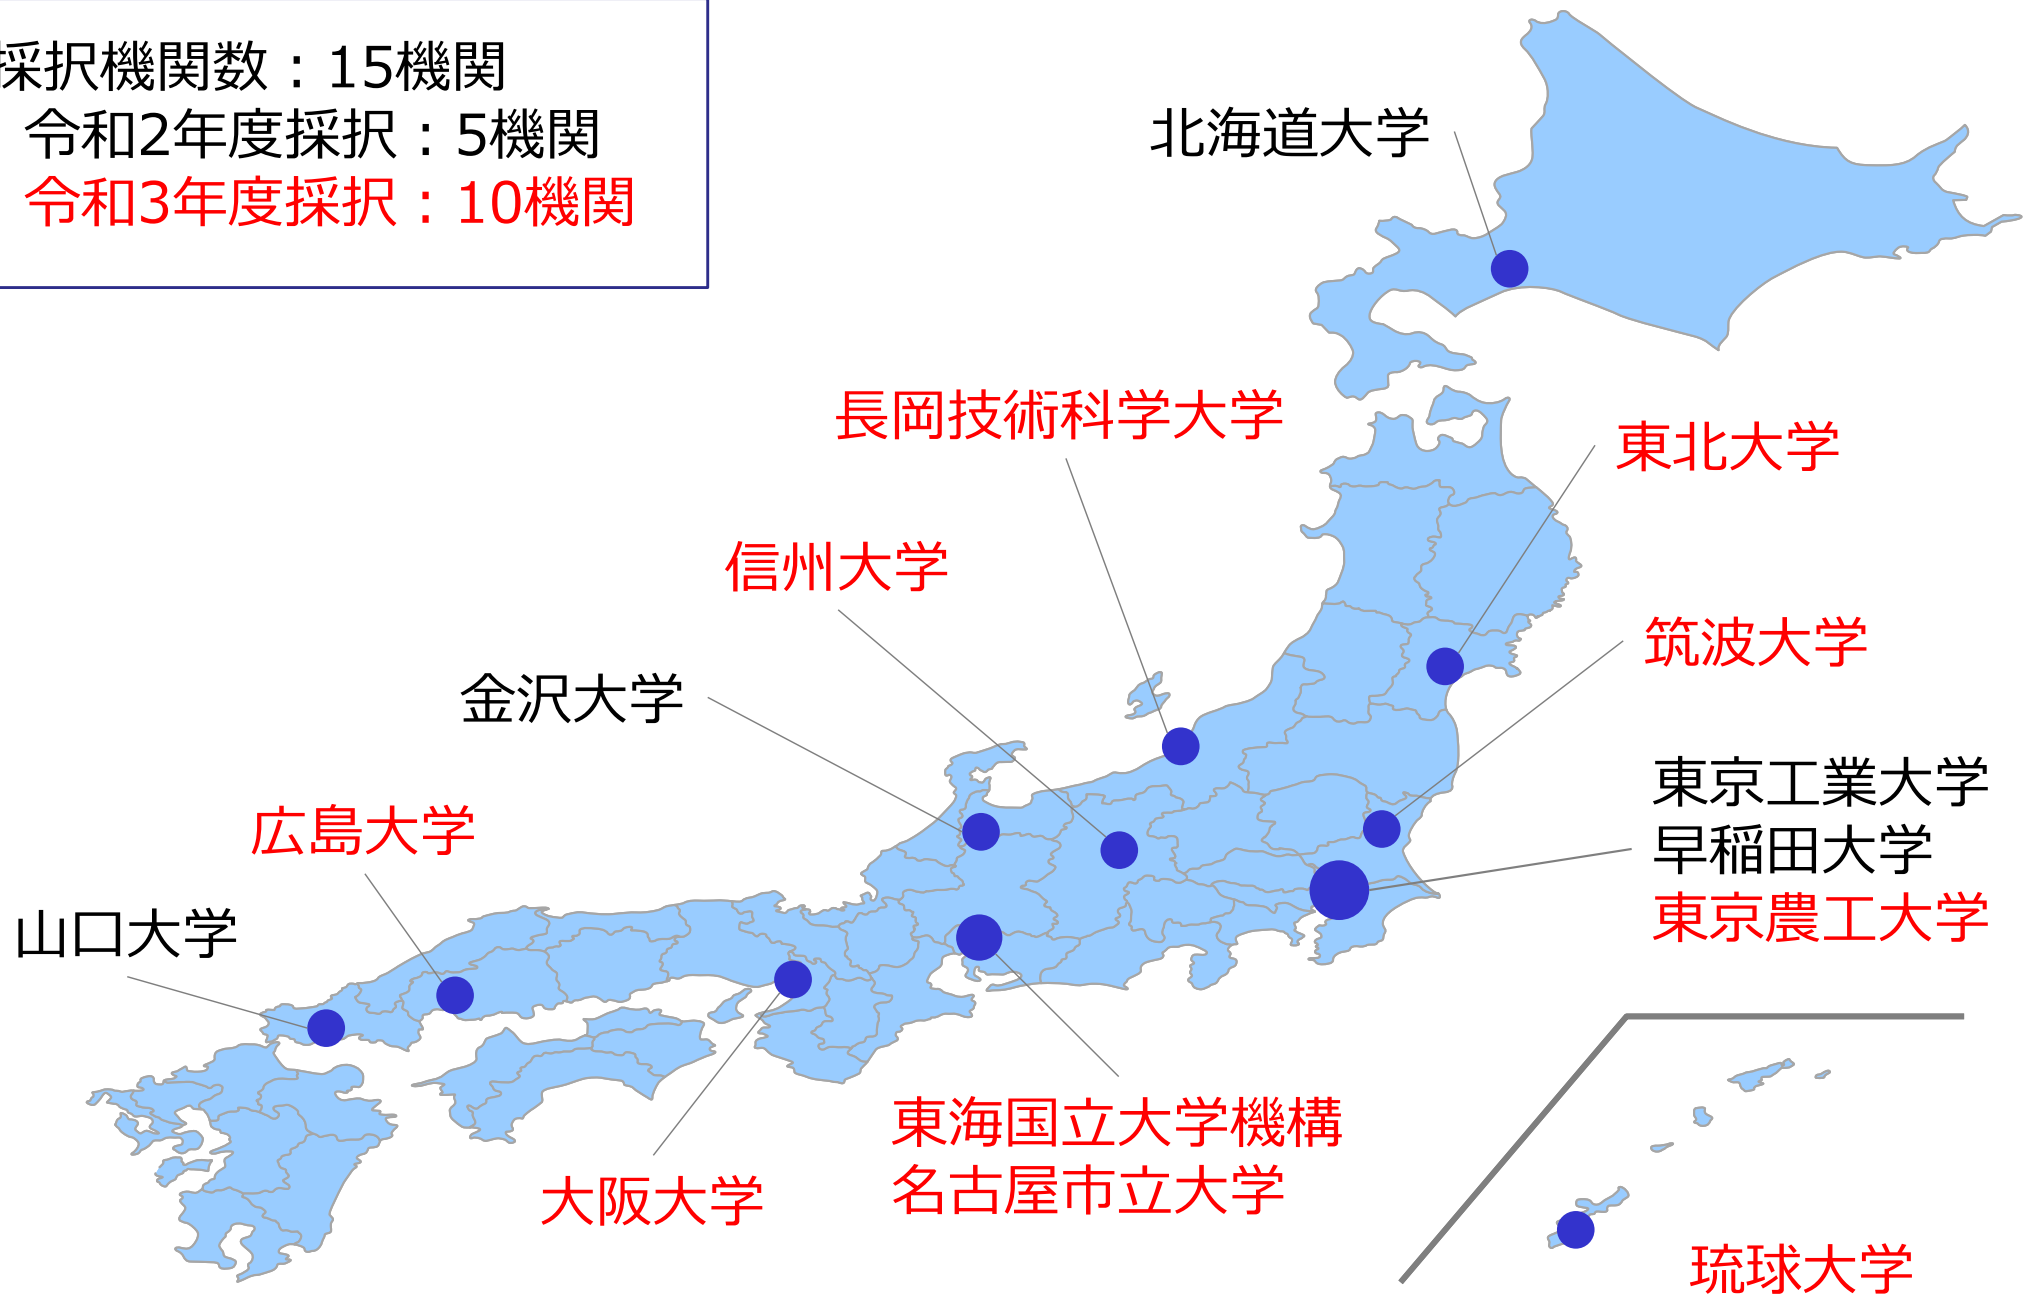 採択機関数：15機関
令和2年度採択：5機関
令和3年度採択：10機関
北海道大学
長岡技術科学大学
東北大学
信州大学
筑波大学
金沢大学
東京工業大学
早稲田大学
東京農工大学
広島大学
山口大学
東海国立大学機構
名古屋市立大学
大阪大学
琉球大学